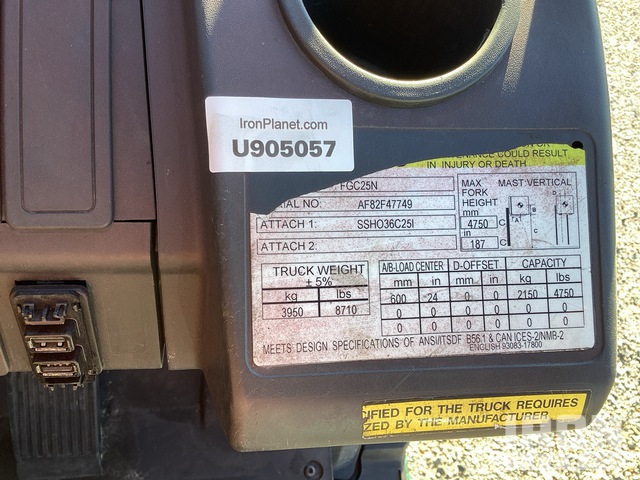 IronPlanet.com
U905057
COULD RESULT
IN INJURY OR DEATH
FGC25N
SERIAL NO: AF82F47749
ATTACH 1: SSHO36C25I
ATTACH 2:
MAX FORK HEIGHT MAST VERTICAL
mm
4750
in
187
A
B
C
C
D
TRUCK WEIGHT
± 5%
kg lbs
3950 8710
A/B-LOAD CENTER D-OFFSET CAPACITY
mm in mm in kg lbs
600 24 0 0 2150 4750
0 0 0 0 0 0
0 0 0 0 0 0
MEETS DESIGN SPECIFICATIONS OF ANSI/ITSDF B56.1 & CAN ICES-2/NMB-2
ENGLISH 93083-17800
IFIED FOR THE TRUCK REQUIRES
ZED BY THE MANUFACTURER